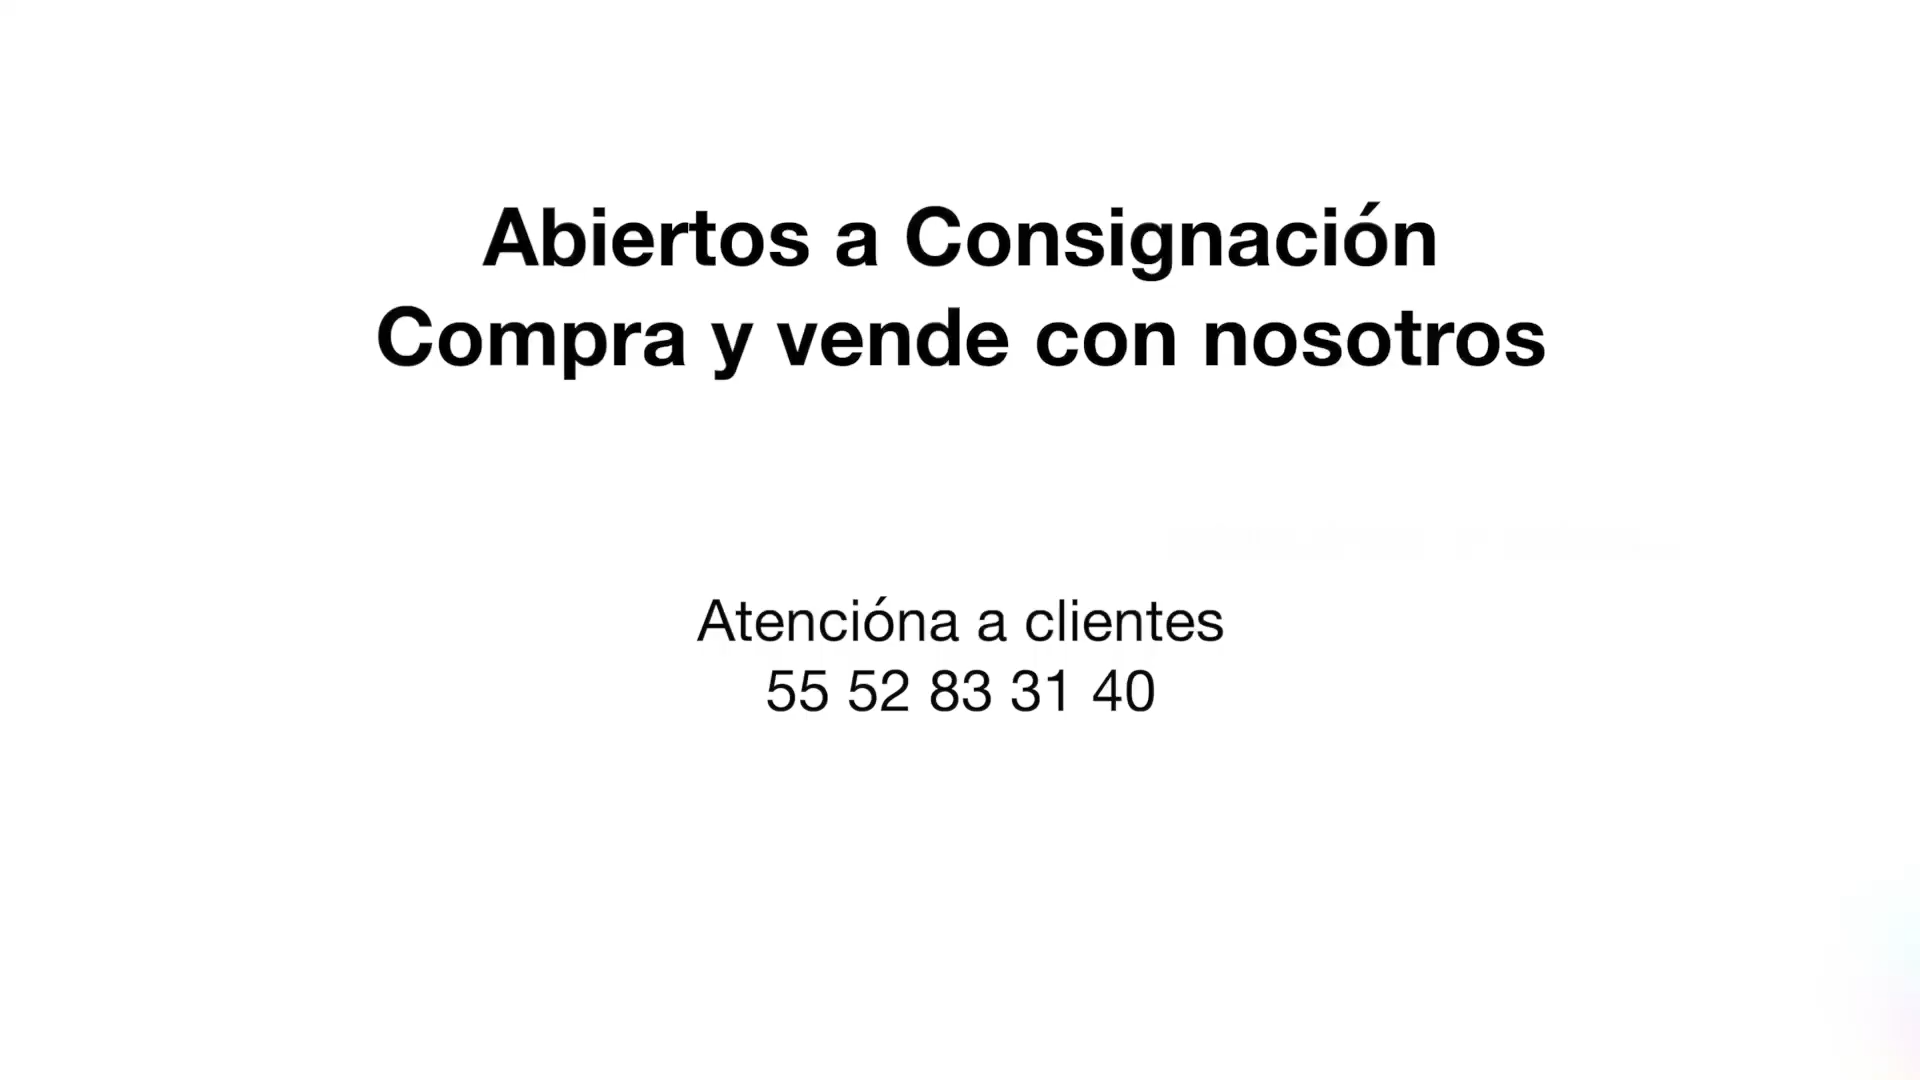 Abiertos a Consignación
Compra y vende con nosotros
Atencióna a clientes
55 52 83 31 40